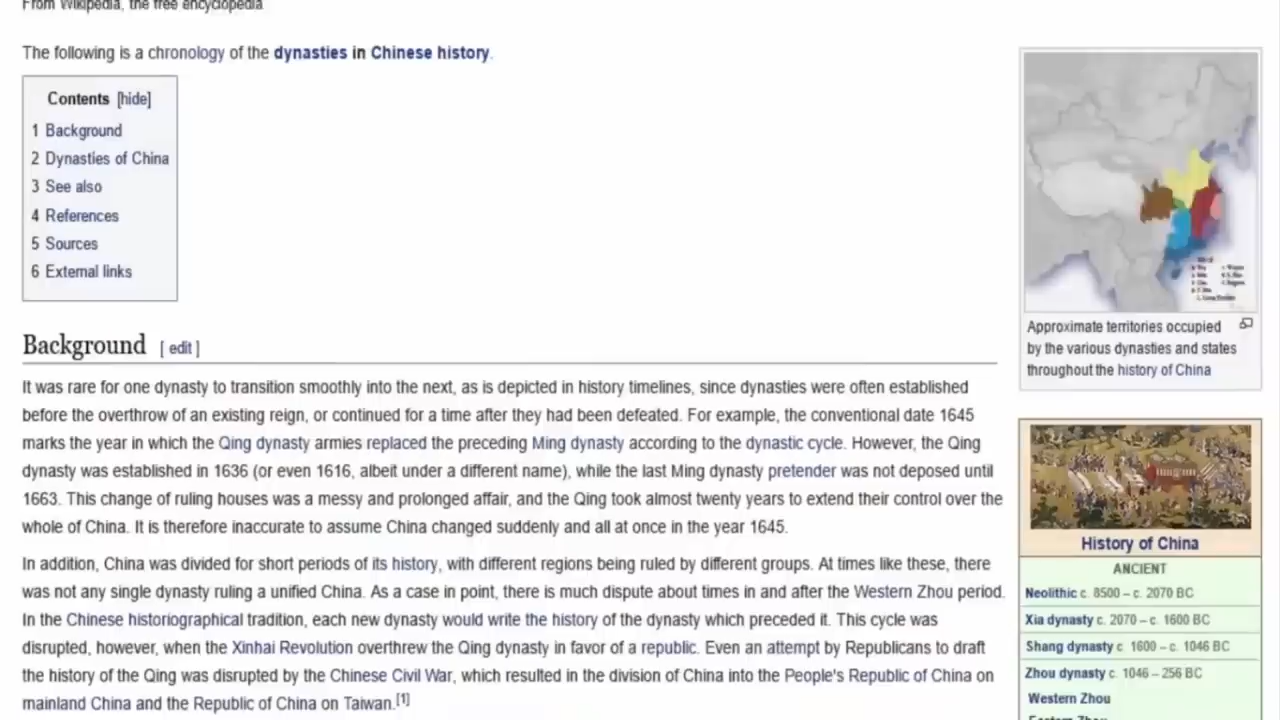 From Wikipedia, the free encyclopedia
The following is a chronology of the dynasties in Chinese history.
Contents [hide]
1 Background
2 Dynasties of China
3 See also
4 References
5 Sources
6 External links
Background [ edit ]
It was rare for one dynasty to transition smoothly into the next, as is depicted in history timelines, since dynasties were often established
before the overthrow of an existing reign, or continued for a time after they had been defeated. For example, the conventional date 1645
marks the year in which the Qing dynasty armies replaced the preceding Ming dynasty according to the dynastic cycle. However, the Qing
dynasty was established in 1636 (or even 1616, albeit under a different name), while the last Ming dynasty pretender was not deposed until
1663. This change of ruling houses was a messy and prolonged affair, and the Qing took almost twenty years to extend their control over the
whole of China. It is therefore inaccurate to assume China changed suddenly and all at once in the year 1645.
In addition, China was divided for short periods of its history, with different regions being ruled by different groups. At times like these, there
was not any single dynasty ruling a unified China. As a case in point, there is much dispute about times in and after the Western Zhou period.
In the Chinese historiographical tradition, each new dynasty would write the history of the dynasty which preceded it. This cycle was
disrupted, however, when the Xinhai Revolution overthrew the Qing dynasty in favor of a republic. Even an attempt by Republicans to draft
the history of the Qing was disrupted by the Chinese Civil War, which resulted in the division of China into the People's Republic of China on
mainland China and the Republic of China on Taiwan.[1]
Approximate territories occupied
by the various dynasties and states
throughout the history of China
History of China
ANCIENT
Neolithic c. 8500 – c. 2070 BC
Xia dynasty c. 2070 – c. 1600 BC
Shang dynasty c. 1600 – c. 1046 BC
Zhou dynasty c. 1046 – 256 BC
Western Zhou
Eastern Zhou